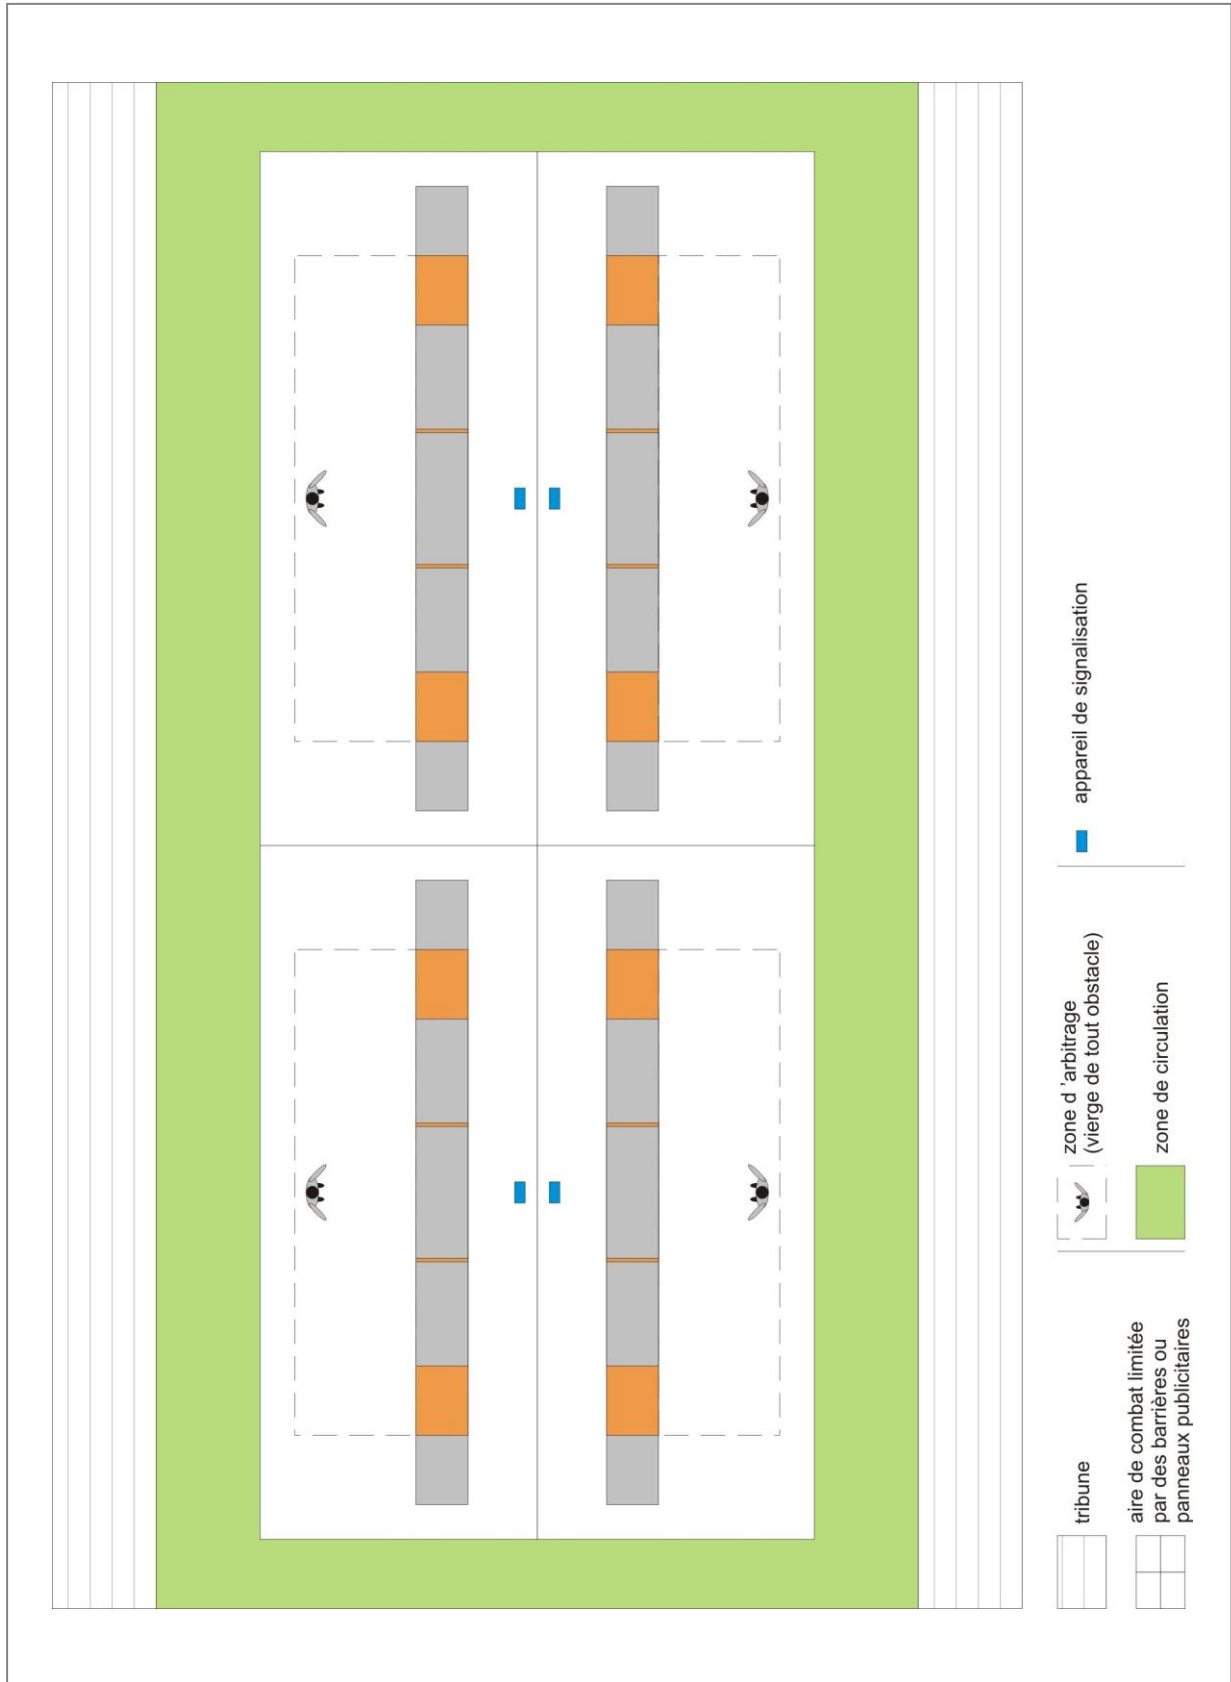 tribune
aire de combat limitée
par des barrières ou
panneaux publicitaires
zone d 'arbitrage
(vierge de tout obstacle)
zone de circulation
appareil de signalisation